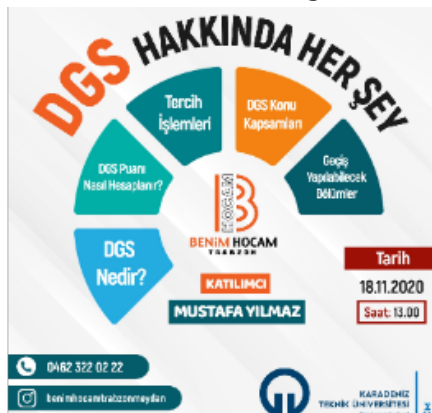 DGS HAKKINDA HER ŞEY
Tercih
İşlemleri
DGS Konu
Kapsamları
DGS Puanı
Nasıl Hesaplanır?
Geçiş
Yapılabilecek
Bölümler
DGS
Nedir?
HOCAM
BENİM HOCAM
TRABZON
KATILIMCI
MUSTAFA YILMAZ
Tarih
18.11.2020
Saat: 13.00
0462 322 02 22
benimhocamtrabzonmeydan
KARADENİZ
TEKNİK ÜNİVERSİTESİ